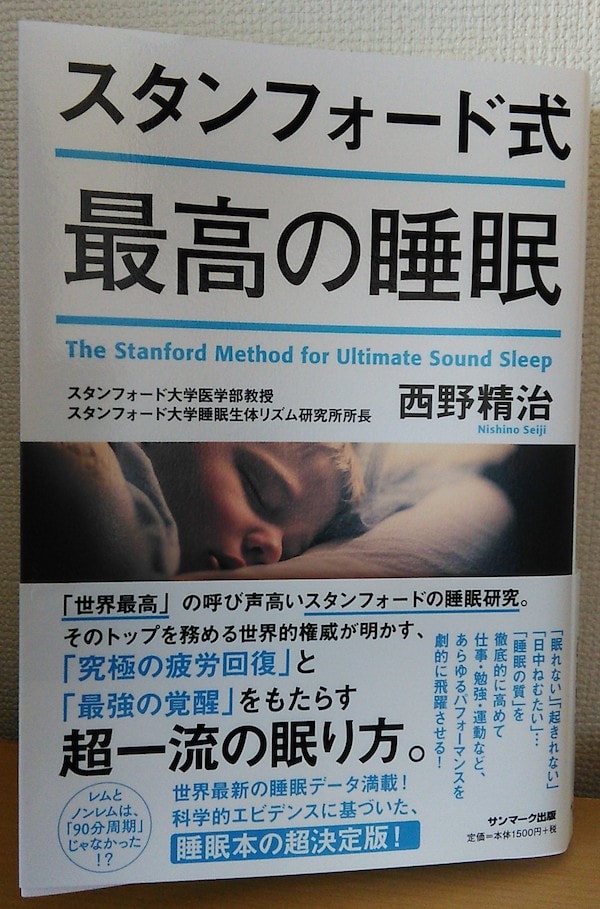 スタンフォード式
最高の睡眠
The Stanford Method for Ultimate Sound Sleep
スタンフォード大学医学部教授
スタンフォード大学睡眠生体リズム研究所所長
西野精治
Nishino Seiji
「世界最高」の呼び声高いスタンフォードの睡眠研究。
そのトップを務める世界的権威が明かす、
「究極の疲労回復」と
「最強の覚醒」をもたらす
超一流の眠り方。
「眠れない」「起きれない」
「日中ねむたい」…
「睡眠の質」を
徹底的に高めて
仕事・勉強・運動など、
あらゆるパフォーマンスを
劇的に飛躍させる!
レムと
ノンレムは、
「90分周期」
じゃなかった
!?
世界最新の睡眠データ満載!
科学的エビデンスに基づいた、
睡眠本の超決定版!
サンマーク出版
定価=本体1500円+税